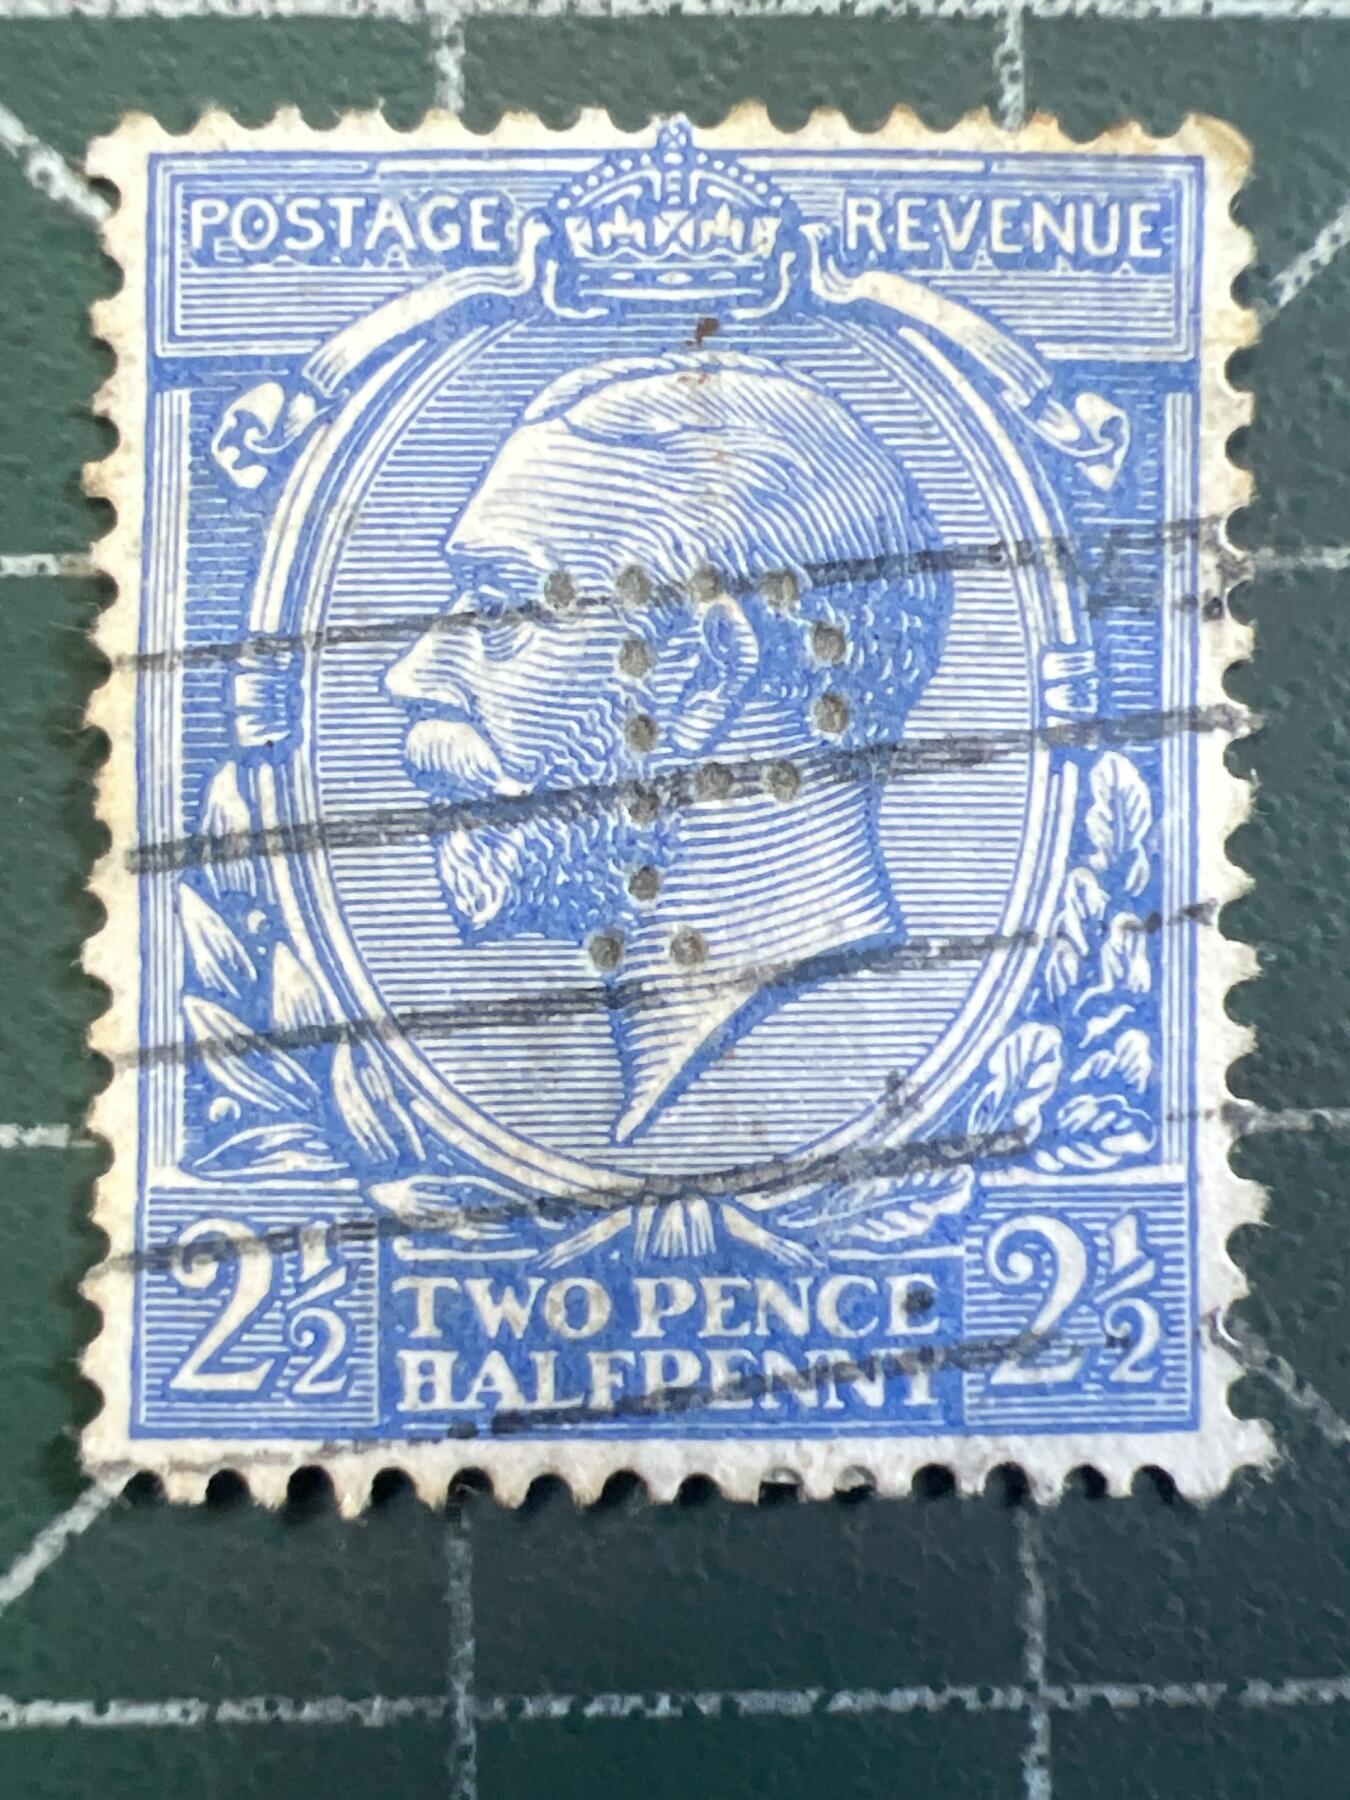 POSTAGE REVENUE
P
2½ TWO PENCE 2½
HALFPENNY